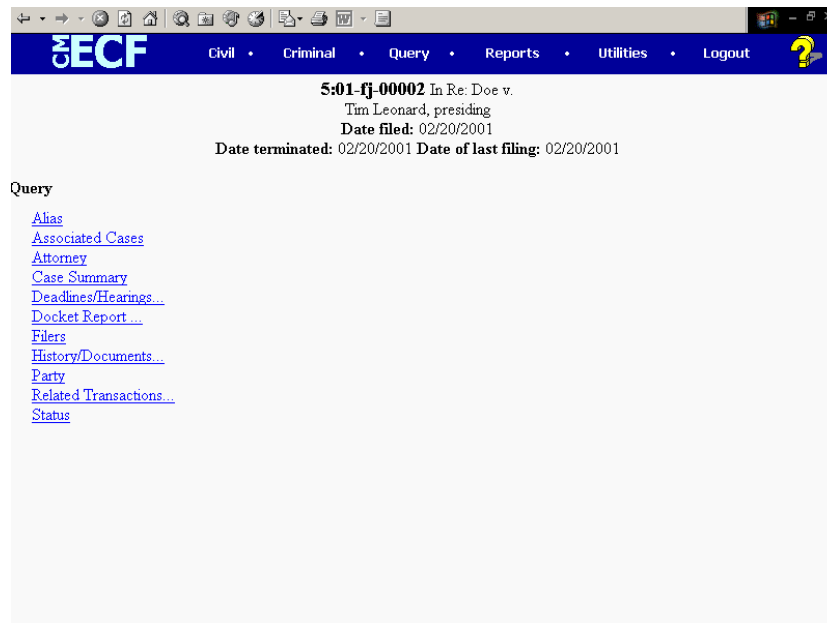 CM ECF Civil • Criminal • Query • Reports • Utilities • Logout ?
5:01-fj-00002 In Re: Doe v.
Tim Leonard, presiding
Date filed: 02/20/2001
Date terminated: 02/20/2001 Date of last filing: 02/20/2001
Query
Alias
Associated Cases
Attorney
Case Summary
Deadlines/Hearings...
Docket Report ...
Filers
History/Documents...
Party
Related Transactions...
Status